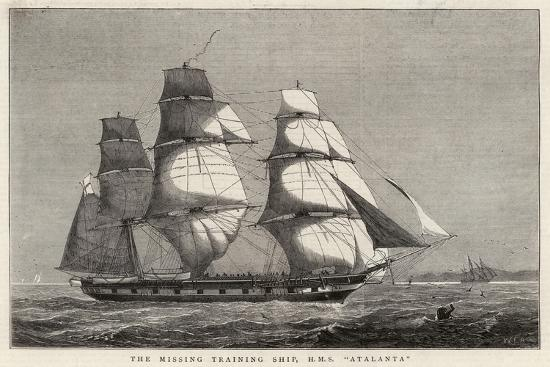 THE MISSING TRAINING SHIP, H.M.S. "ATALANTA"